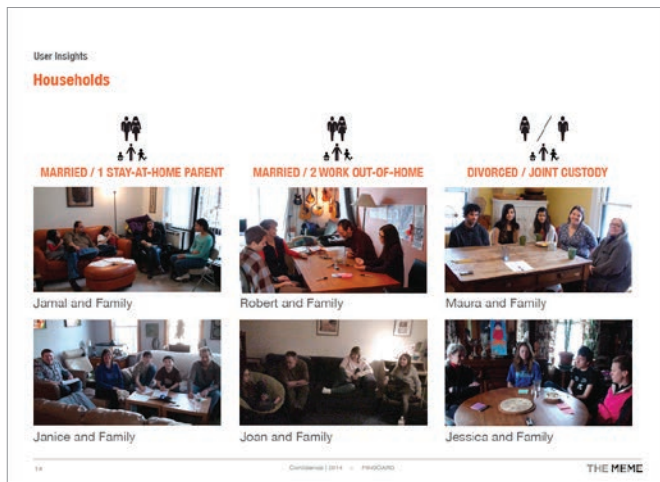 User Insights
Households
MARRIED / 1 STAY-AT-HOME PARENT
MARRIED / 2 WORK OUT-OF-HOME
DIVORCED / JOINT CUSTODY
Jamal and Family
Robert and Family
Maura and Family
Janice and Family
Joan and Family
Jessica and Family
14
Confidential | 2014
THE MEME